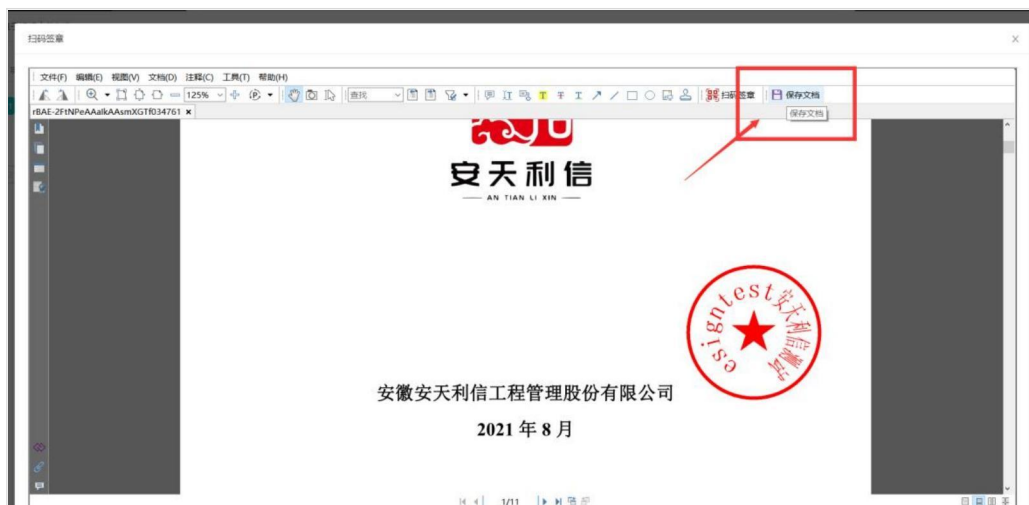 扫码签章
文件(F) 编辑(E) 视图(V) 文档(D) 注释(C) 工具(T) 帮助(H)
125% 查找 扫码签章 保存文档
rBAE-2FtNPeAAalkAAsmXGTf034761
保存文档
安天利信
AN TIAN LI XIN
esigntest安天利信测试
安徽安天利信工程管理股份有限公司
2021 年 8 月
1/11